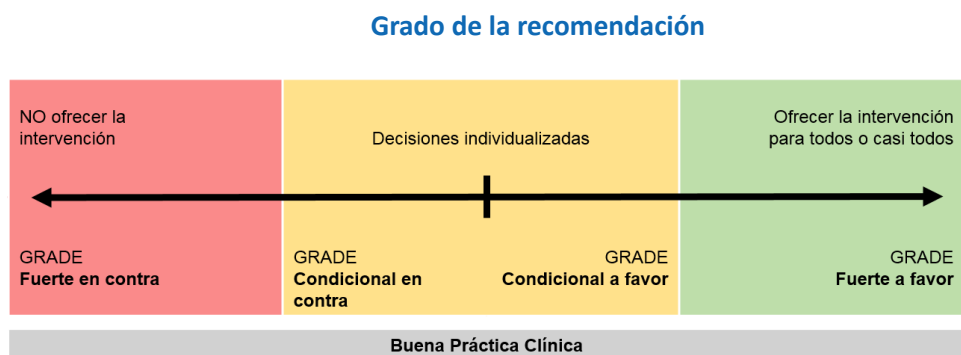 Grado de la recomendación
NO ofrecer la
intervención
Decisiones individualizadas
Ofrecer la intervención
para todos o casi todos
GRADE
Fuerte en contra
GRADE
Condicional en
contra
GRADE
Condicional a favor
GRADE
Fuerte a favor
Buena Práctica Clínica